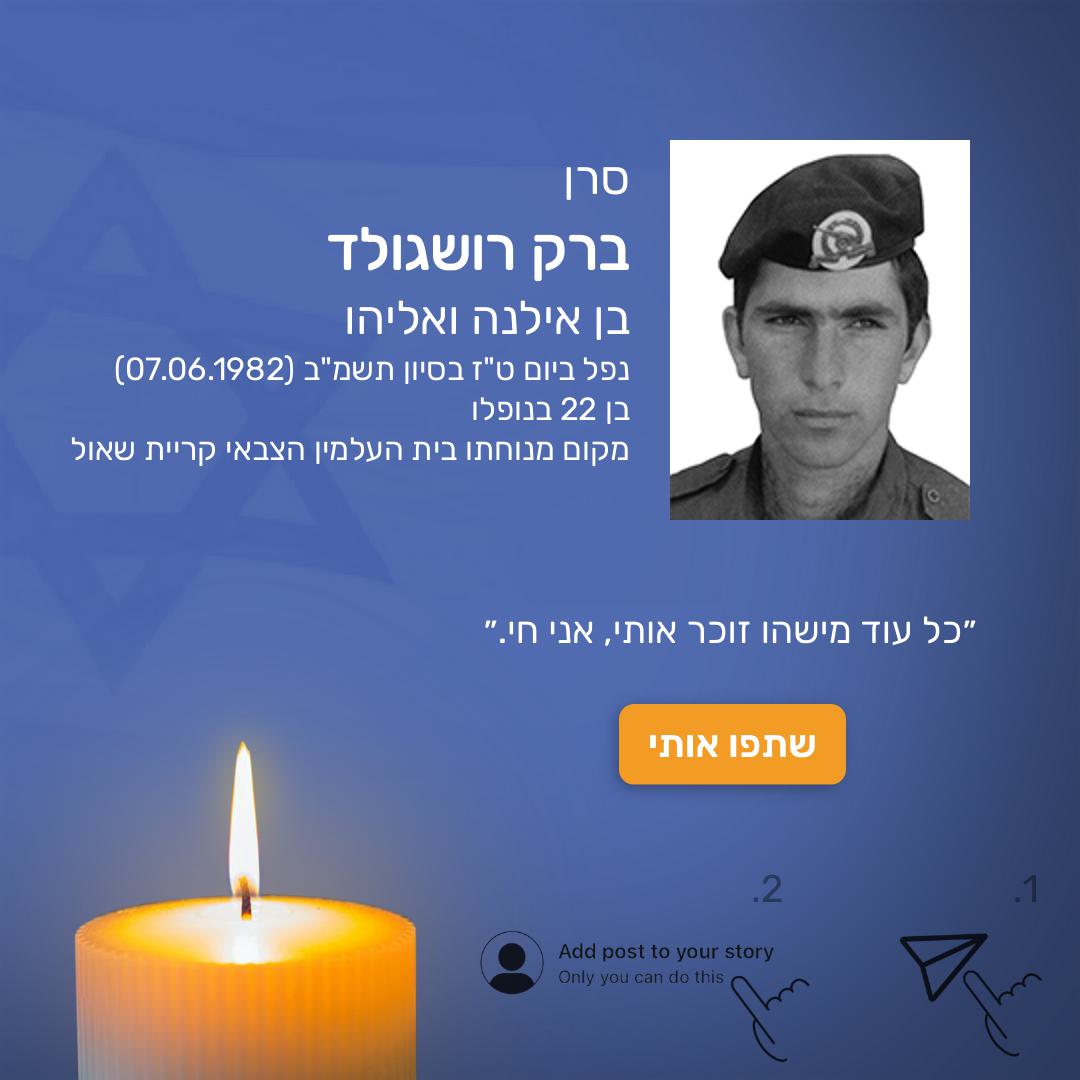 סרן
ברק רושגולד
בן אילנה ואליהו
נפל ביום ט"ז בסיון תשמ"ב (07.06.1982)
בן 22 בנופלו
מקום מנוחתו בית העלמין הצבאי קריית שאול
״כל עוד מישהו זוכר אותי, אני חי.״
שתפו אותי
.1
.2
Add post to your story
Only you can do this